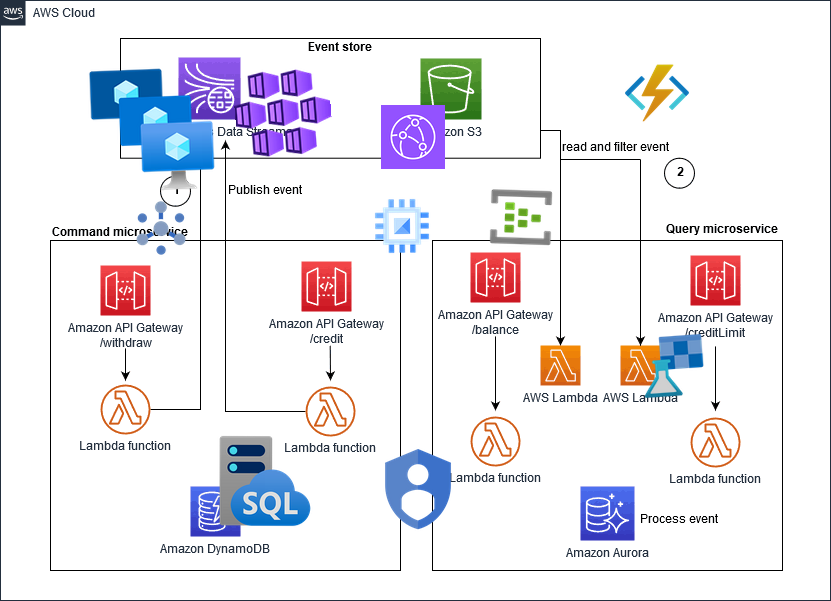 aws
AWS Cloud
Event store
Data Streams
S3
read and filter event
2
Publish event
Command microservice
Query microservice
Amazon API Gateway
/withdraw
Amazon API Gateway
/credit
Amazon API Gateway
/balance
Amazon API Gateway
/creditLimit
AWS Lambda
AWS Lambda
Lambda function
Lambda function
Lambda function
Lambda function
SQL
Amazon DynamoDB
Process event
Amazon Aurora